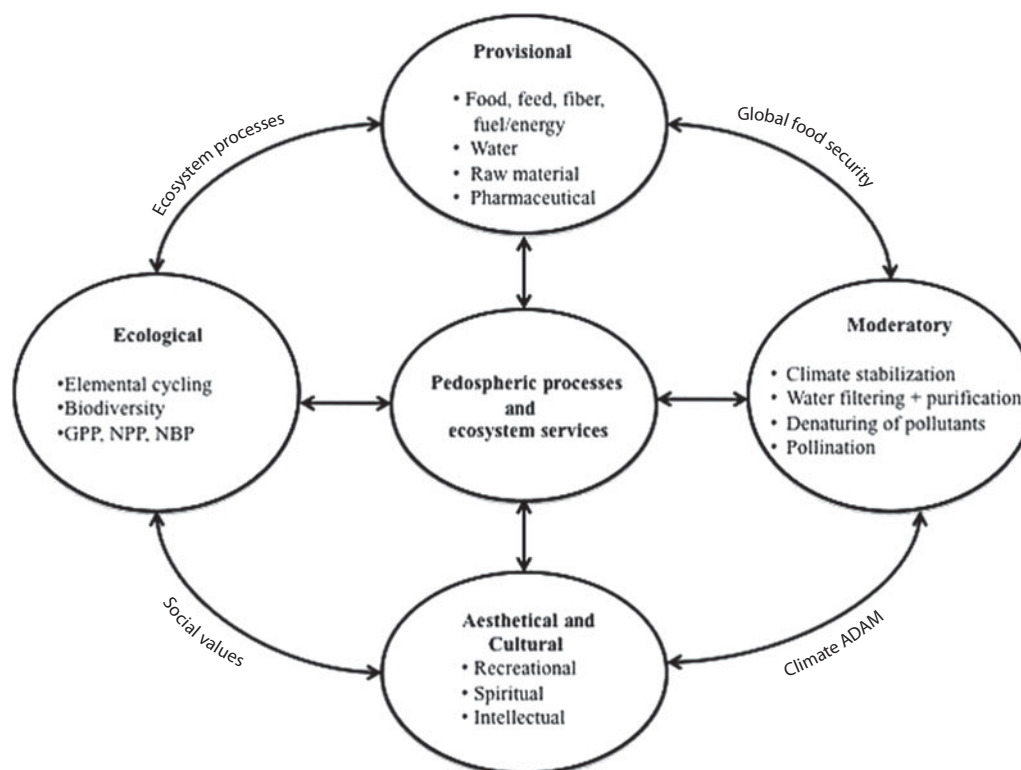 Provisional
• Food, feed, fiber,
fuel/energy
• Water
• Raw material
• Pharmaceutical
Ecosystem processes
Global food security
Ecological
•Elemental cycling
•Biodiversity
•GPP, NPP, NBP
Pedospheric processes
and
ecosystem services
Moderatory
• Climate stabilization
• Water filtering + purification
• Denaturing of pollutants
• Pollination
Social values
Climate ADAM
Aesthetical and
Cultural
• Recreational
• Spiritual
• Intellectual